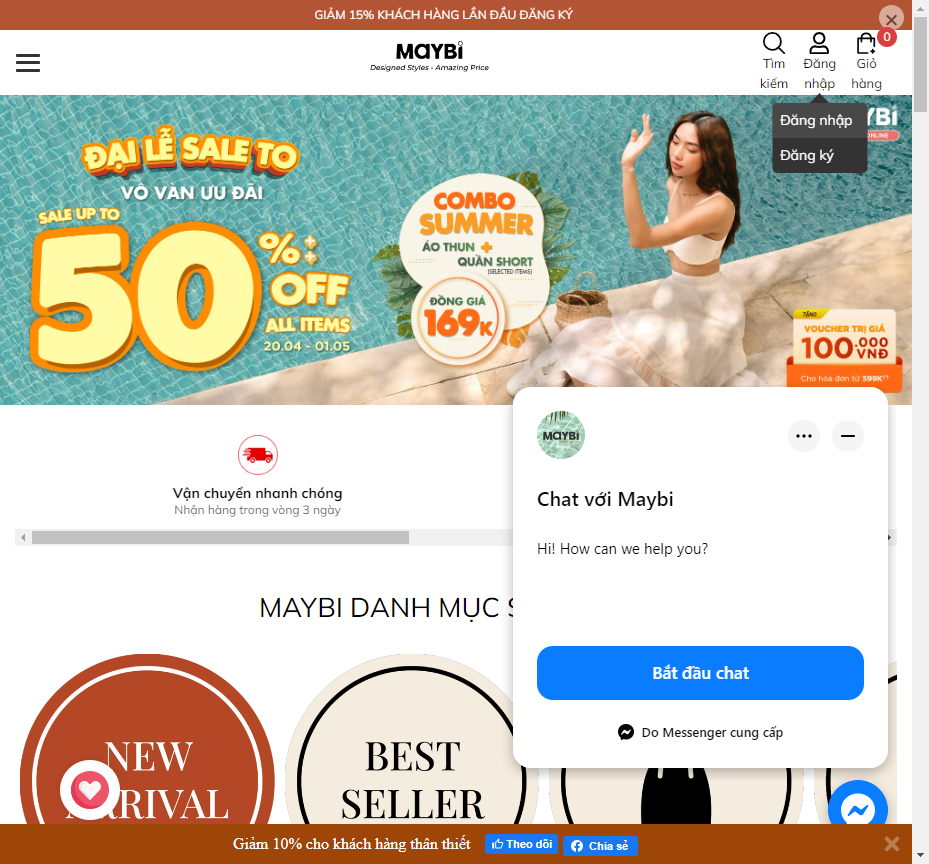 GIẢM 15% KHÁCH HÀNG LẦN ĐẦU ĐĂNG KÝ
MAYBI
Designed Styles - Amazing Price
Tìm kiếm
Đăng nhập
Giỏ hàng
0
Đăng nhập
Đăng ký
ĐẠI LỄ SALE TO
VÔ VÀN ƯU ĐÃI
SALE UP TO
50%
OFF
ALL ITEMS
20.04 - 01.05
COMBO
SUMMER
ÁO THUN +
QUẦN SHORT
(SELECTED ITEMS)
ĐỒNG GIÁ
169K
YBI
ONLINE
TẶNG
VOUCHER TRỊ GIÁ
100.000
VNĐ
Cho hóa đơn từ 599K
Vận chuyển nhanh chóng
Nhận hàng trong vòng 3 ngày
MAYBI DANH MỤC S
NEW
ARRIVAL
BEST
SELLER
MAYBI
Chat với Maybi
Hi! How can we help you?
Bắt đầu chat
Do Messenger cung cấp
Giảm 10% cho khách hàng thân thiết
Theo dõi
Chia sẻ